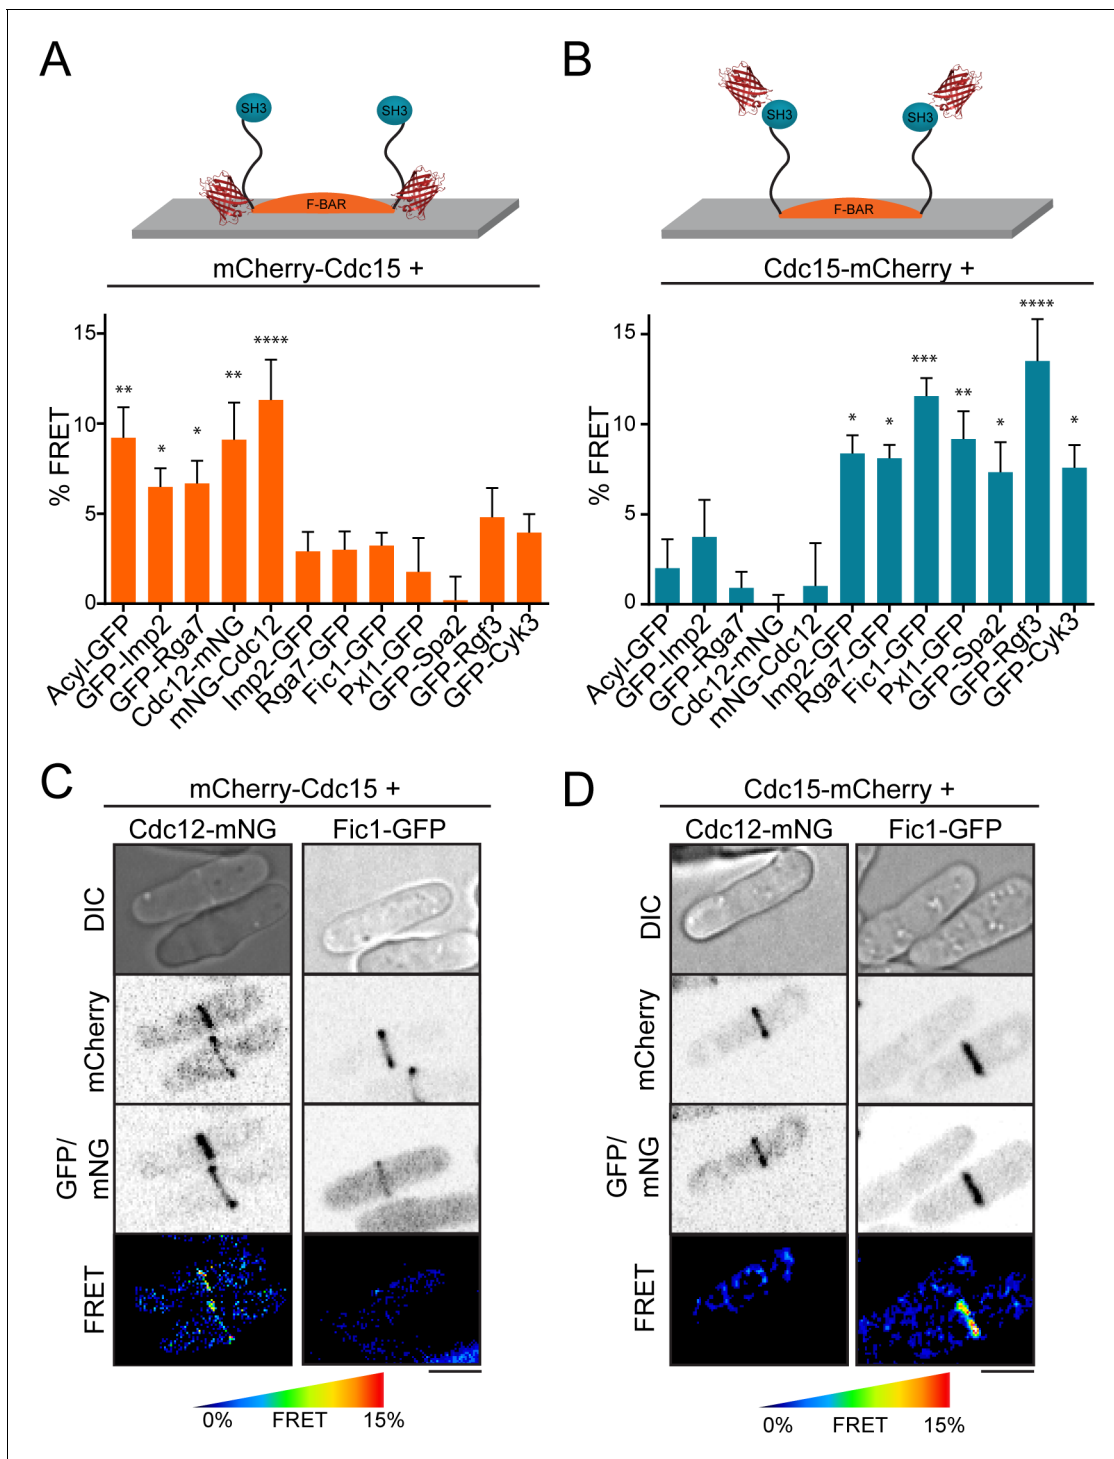 A
SH3
SH3
F-BAR
mCherry-Cdc15 +
% FRET
15
10
5
0
**
*
*
**
****
Acyl-GFP
GFP-Imp2
GFP-Rga7
Cdc12-mNG
mNG-Cdc12
Imp2-GFP
Rga7-GFP
Fic1-GFP
Pxl1-GFP
GFP-Spa2
GFP-Rgf3
GFP-Cyk3
B
SH3
SH3
F-BAR
Cdc15-mCherry +
% FRET
15
10
5
0
*
*
***
**
*
****
*
Acyl-GFP
GFP-Imp2
GFP-Rga7
Cdc12-mNG
mNG-Cdc12
Imp2-GFP
Rga7-GFP
Fic1-GFP
Pxl1-GFP
GFP-Spa2
GFP-Rgf3
GFP-Cyk3
C
mCherry-Cdc15 +
Cdc12-mNG Fic1-GFP
DIC
mCherry
GFP/
mNG
FRET
0% FRET 15%
D
Cdc15-mCherry +
Cdc12-mNG Fic1-GFP
DIC
mCherry
GFP/
mNG
FRET
0% FRET 15%